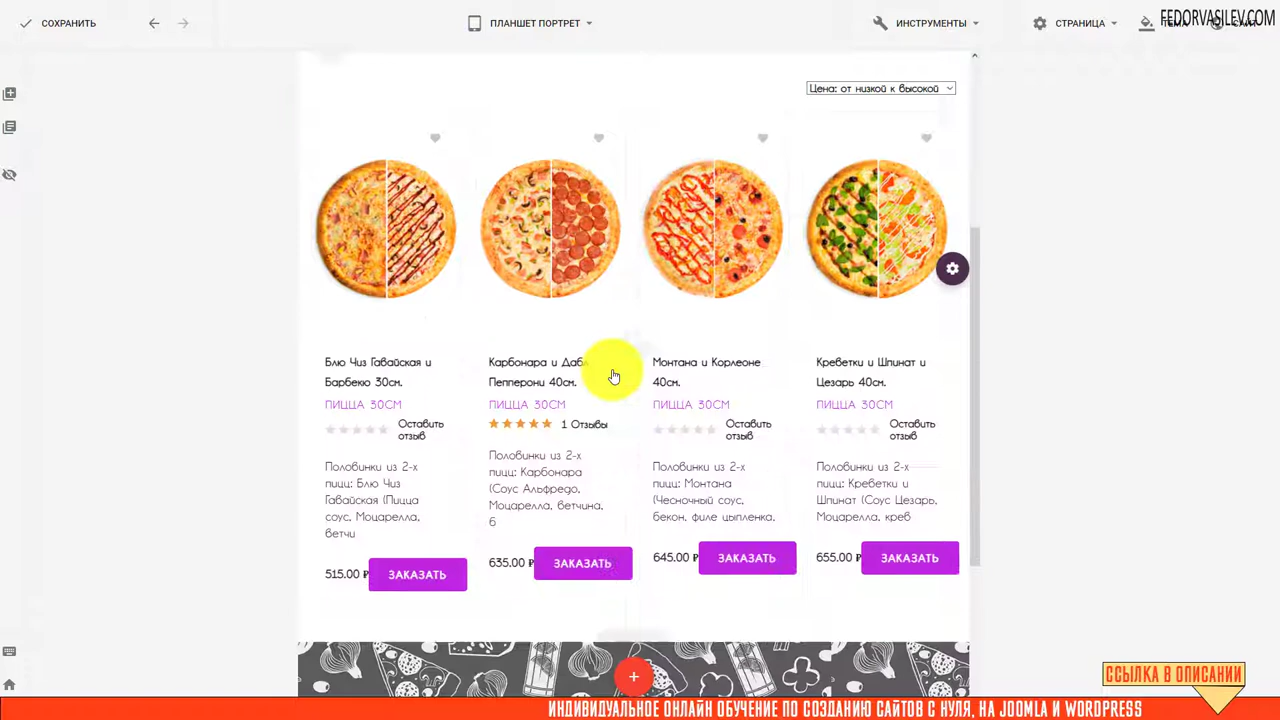 СОХРАНИТЬ
ПЛАНШЕТ ПОРТРЕТ
ИНСТРУМЕНТЫ
СТРАНИЦА
FEDORVASILEV.COM
Цена: от низкой к высокой
Блю Чиз Гавайская и
Барбекю 30см.
ПИЦЦА 30СМ
Оставить
отзыв
Половинки из 2-х
пицц: Блю Чиз
Гавайская (Пицца
соус, Моцарелла,
ветчи
515.00 ₽
ЗАКАЗАТЬ
Карбонара и Дабл
Пепперони 40см.
ПИЦЦА 30СМ
1 Отзывы
Половинки из 2-х
пицц: Карбонара
(Соус Альфредо,
Моцарелла, ветчина,
б
635.00 ₽
ЗАКАЗАТЬ
Монтана и Корлеоне
40см.
ПИЦЦА 30СМ
Оставить
отзыв
Половинки из 2-х
пицц: Монтана
(Чесночный соус,
бекон, филе цыпленка,
645.00 ₽
ЗАКАЗАТЬ
Креветки и Шпинат и
Цезарь 40см.
ПИЦЦА 30СМ
Оставить
отзыв
Половинки из 2-х
пицц: Креветки и
Шпинат (Соус Цезарь,
Моцарелла, крев
655.00 ₽
ЗАКАЗАТЬ
ССЫЛКА В ОПИСАНИИ
ИНДИВИДУАЛЬНОЕ ОНЛАЙН ОБУЧЕНИЕ ПО СОЗДАНИЮ САЙТОВ С НУЛЯ, НА JOOMLA И WORDPRESS